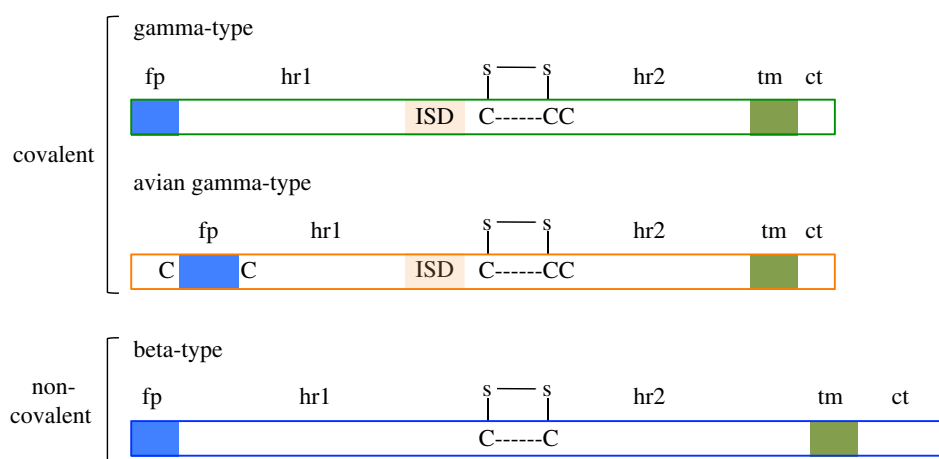 gamma-type
fp hr1 s s hr2 tm ct
ISD C------CC
covalent
avian gamma-type
fp hr1 s s hr2 tm ct
C C ISD C------CC
beta-type
non-
covalent
fp hr1 s s hr2 tm ct
C------C